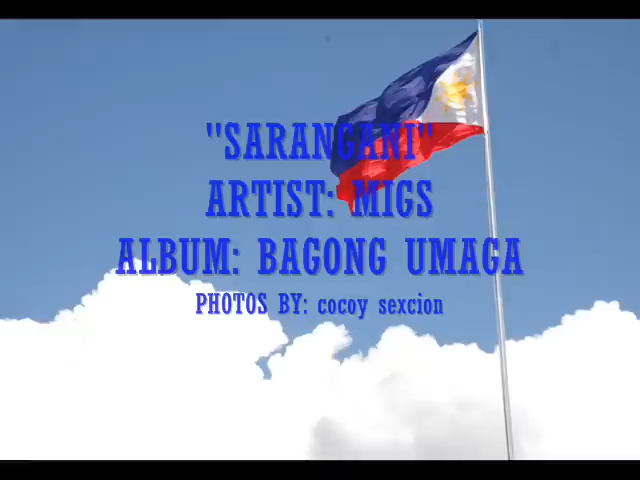 "SARANGANI"
ARTIST: MIGS
ALBUM: BAGONG UMAGA
PHOTOS BY: cocoy sexcion